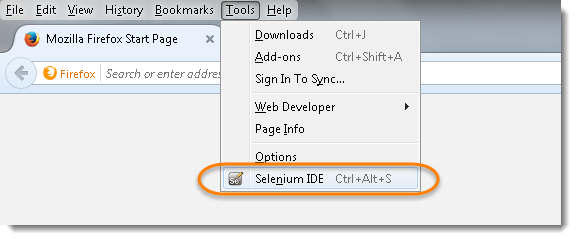 File Edit View History Bookmarks Tools Help
Mozilla Firefox Start Page
Firefox Search or enter addre
Downloads Ctrl+J
Add-ons Ctrl+Shift+A
Sign In To Sync...
Web Developer
Page Info
Options
Selenium IDE Ctrl+Alt+S